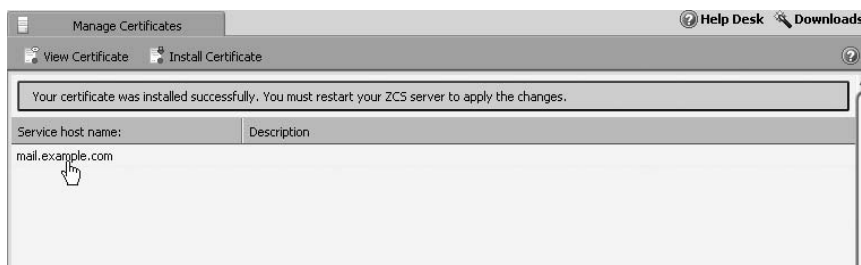 Manage Certificates
Help Desk Downloads
View Certificate Install Certificate
Your certificate was installed successfully. You must restart your ZCS server to apply the changes.
Service host name: Description
mail.example.com